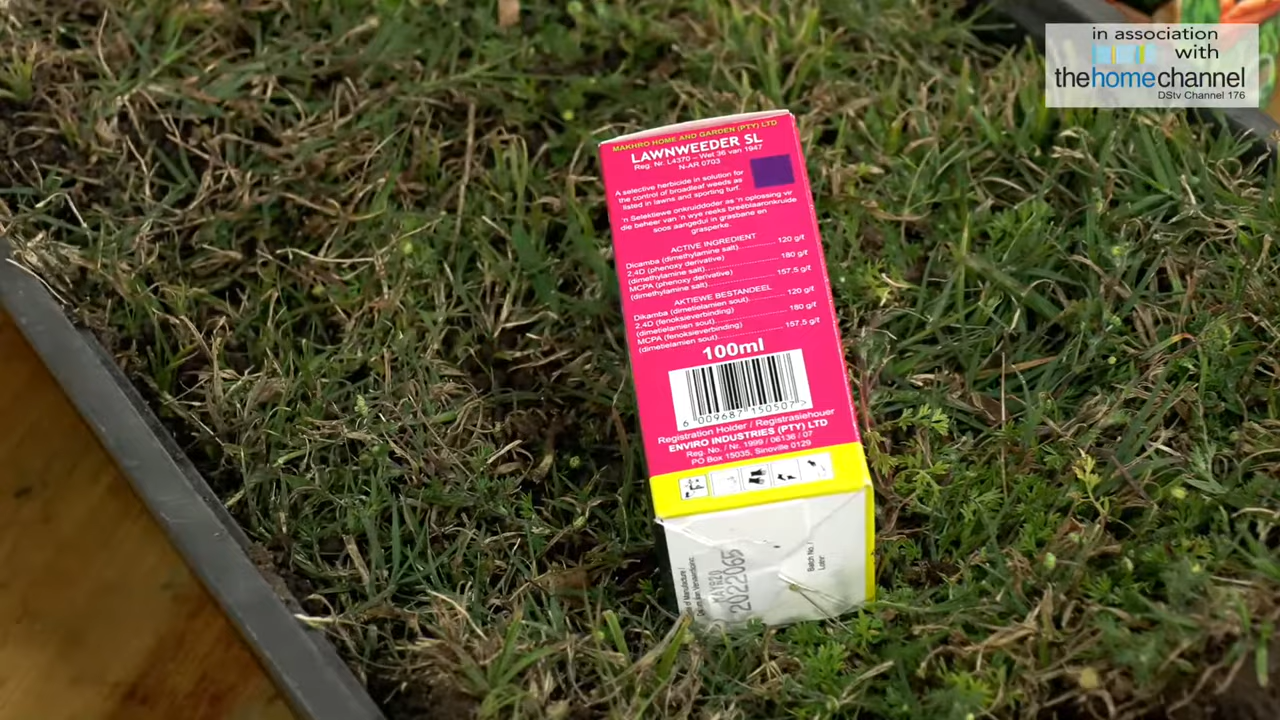 in association
with
thehomechannel
DStv Channel 176
MAKHRO HOME AND GARDEN (PTY) LTD
LAWNWEEDER SL
Reg. Nr. L4370 – Wet 36 van 1947
N-AR 0703
A selective herbicide in solution for
the control of broadleaf weeds as
listed in lawns and sporting turf.
'n Selektiewe onkruiddoder as 'n oplossing vir
die beheer van 'n wye reeks breëblaaronkruide
soos aangedui in grasbane en
grasperke.
ACTIVE INGREDIENT
Dicamba (dimethylamine salt)..................... 120 g/ℓ
2,4D (phenoxy derivative)
(dimethylamine salt)..................... 180 g/ℓ
MCPA (phenoxy derivative)
(dimethylamine salt)..................... 157.5 g/ℓ
AKTIEWE BESTANDEEL
Dikamba (dimetielamien sout)..................... 120 g/ℓ
2,4D (fenoksieverbinding)
(dimetielamien sout)..................... 180 g/ℓ
MCPA (fenoksieverbinding)
(dimetielamien sout)..................... 157.5 g/ℓ
100ml
6 009687 150507 >
Registration Holder / Registrasiehouer
ENVIRO INDUSTRIES (PTY) LTD
Reg. No. / Nr. 1999 / 06136 / 07
PO Box 15035, Sinoville 0129
of Manufacture /
MAY020
2022065
Batch No. /